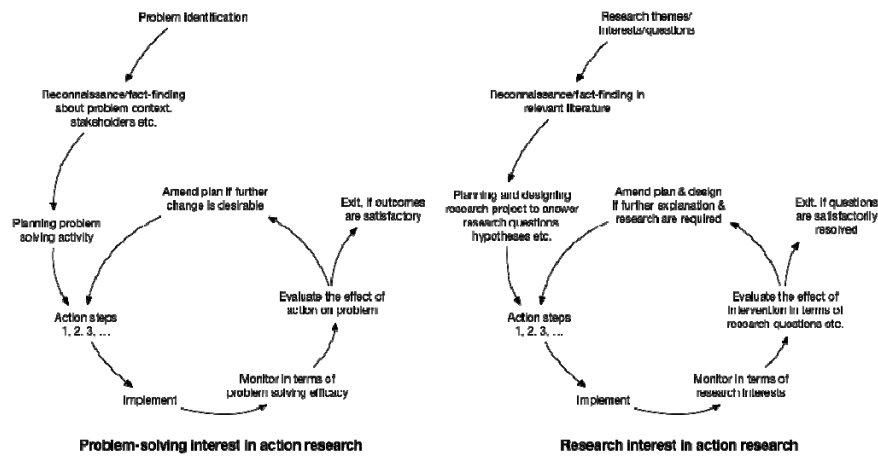 Problem identification
Reconnaissance/fact-finding
about problem context,
stakeholders etc.
Planning problem
solving activity
Amend plan if further
change is desirable
Exit, if outcomes
are satisfactory
Evaluate the effect of
action on problem
Action steps
1, 2, 3, ...
Implement
Monitor in terms of
problem solving efficacy
Problem-solving interest in action research
Research themes/
interests/questions
Reconnaissance/fact-finding in
relevant literature
Planning and designing
research project to answer
research questions
hypotheses etc.
Amend plan & design
if further explanation &
research are required
Exit, if questions
are satisfactorily
resolved
Evaluate the effect of
intervention in terms of
research questions etc.
Action steps
1, 2, 3, ...
Implement
Monitor in terms of
research interests
Research interest in action research